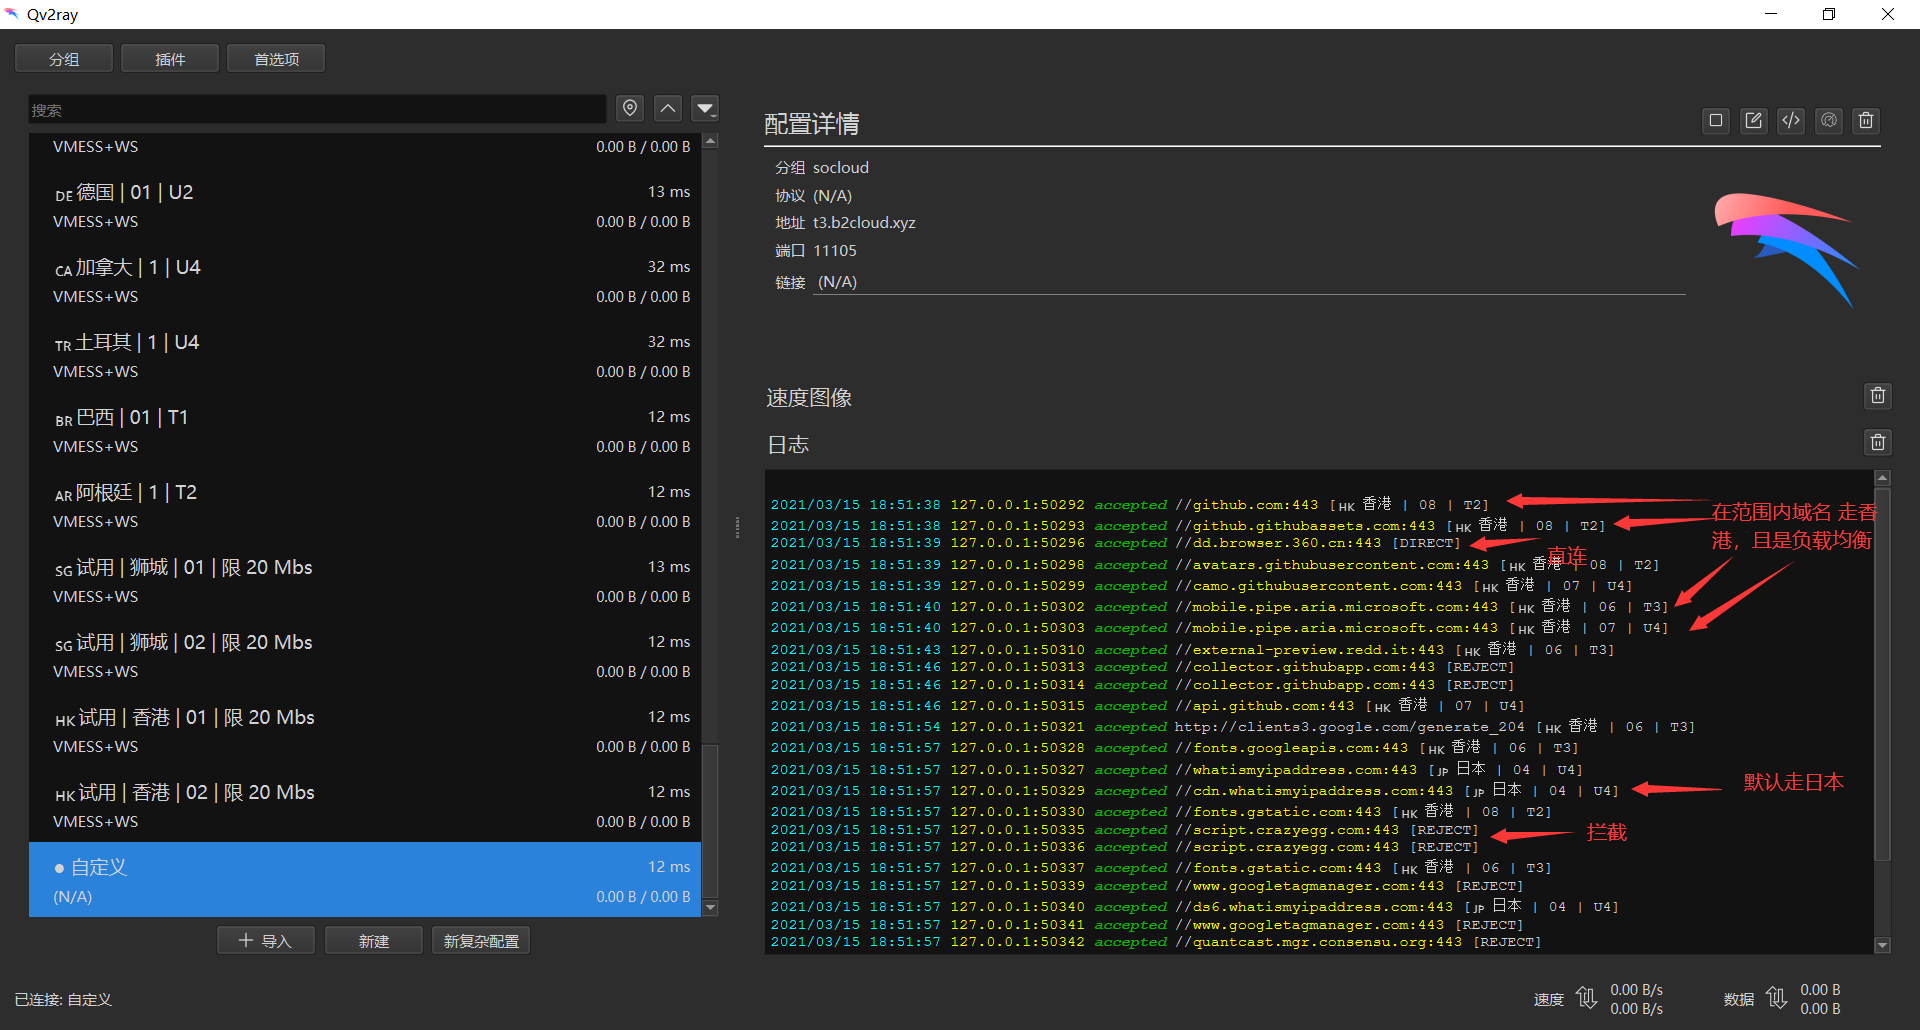 Qv2ray
分组
插件
首选项
搜索
VMESS+WS
0.00 B / 0.00 B
DE 德国 | 01 | U2
13 ms
VMESS+WS
0.00 B / 0.00 B
CA 加拿大 | 1 | U4
32 ms
VMESS+WS
0.00 B / 0.00 B
TR 土耳其 | 1 | U4
32 ms
VMESS+WS
0.00 B / 0.00 B
BR 巴西 | 01 | T1
12 ms
VMESS+WS
0.00 B / 0.00 B
AR 阿根廷 | 1 | T2
12 ms
VMESS+WS
0.00 B / 0.00 B
SG 试用 | 狮城 | 01 | 限 20 Mbs
13 ms
VMESS+WS
0.00 B / 0.00 B
SG 试用 | 狮城 | 02 | 限 20 Mbs
12 ms
VMESS+WS
0.00 B / 0.00 B
HK 试用 | 香港 | 01 | 限 20 Mbs
12 ms
VMESS+WS
0.00 B / 0.00 B
HK 试用 | 香港 | 02 | 限 20 Mbs
12 ms
VMESS+WS
0.00 B / 0.00 B
● 自定义
12 ms
(N/A)
0.00 B / 0.00 B
导入
新建
新复杂配置
已连接: 自定义
配置详情
分组 socloud
协议 (N/A)
地址 t3.b2cloud.xyz
端口 11105
链接 (N/A)
速度图像
日志
2021/03/15 18:51:38 127.0.0.1:50292 accepted //github.com:443 [HK 香港 | 08 | T2]
2021/03/15 18:51:38 127.0.0.1:50293 accepted //github.githubassets.com:443 [HK 香港 | 08 | T2]
2021/03/15 18:51:39 127.0.0.1:50296 accepted //dd.browser.360.cn:443 [DIRECT]
2021/03/15 18:51:39 127.0.0.1:50298 accepted //avatars.githubusercontent.com:443 [HK 香港 | 08 | T2]
2021/03/15 18:51:39 127.0.0.1:50299 accepted //camo.githubusercontent.com:443 [HK 香港 | 07 | U4]
2021/03/15 18:51:40 127.0.0.1:50302 accepted //mobile.pipe.aria.microsoft.com:443 [HK 香港 | 06 | T3]
2021/03/15 18:51:40 127.0.0.1:50303 accepted //mobile.pipe.aria.microsoft.com:443 [HK 香港 | 07 | U4]
2021/03/15 18:51:43 127.0.0.1:50310 accepted //external-preview.redd.it:443 [HK 香港 | 06 | T3]
2021/03/15 18:51:46 127.0.0.1:50313 accepted //collector.githubapp.com:443 [REJECT]
2021/03/15 18:51:46 127.0.0.1:50314 accepted //collector.githubapp.com:443 [REJECT]
2021/03/15 18:51:46 127.0.0.1:50315 accepted //api.github.com:443 [HK 香港 | 07 | U4]
2021/03/15 18:51:54 127.0.0.1:50321 accepted http://clients3.google.com/generate_204 [HK 香港 | 06 | T3]
2021/03/15 18:51:57 127.0.0.1:50328 accepted //fonts.googleapis.com:443 [HK 香港 | 06 | T3]
2021/03/15 18:51:57 127.0.0.1:50327 accepted //whatismyipaddress.com:443 [JP 日本 | 04 | U4]
2021/03/15 18:51:57 127.0.0.1:50329 accepted //cdn.whatismyipaddress.com:443 [JP 日本 | 04 | U4]
2021/03/15 18:51:57 127.0.0.1:50330 accepted //fonts.gstatic.com:443 [HK 香港 | 08 | T2]
2021/03/15 18:51:57 127.0.0.1:50335 accepted //script.crazyegg.com:443 [REJECT]
2021/03/15 18:51:57 127.0.0.1:50336 accepted //script.crazyegg.com:443 [REJECT]
2021/03/15 18:51:57 127.0.0.1:50337 accepted //fonts.gstatic.com:443 [HK 香港 | 06 | T3]
2021/03/15 18:51:57 127.0.0.1:50339 accepted //www.googletagmanager.com:443 [REJECT]
2021/03/15 18:51:57 127.0.0.1:50340 accepted //ds6.whatismyipaddress.com:443 [JP 日本 | 04 | U4]
2021/03/15 18:51:57 127.0.0.1:50341 accepted //www.googletagmanager.com:443 [REJECT]
2021/03/15 18:51:57 127.0.0.1:50342 accepted //quantcast.mgr.consensu.org:443 [REJECT]
在范围内域名 走香
港，且是负载均衡
直连
默认走日本
拦截
速度
0.00 B/s
0.00 B/s
数据
0.00 B
0.00 B